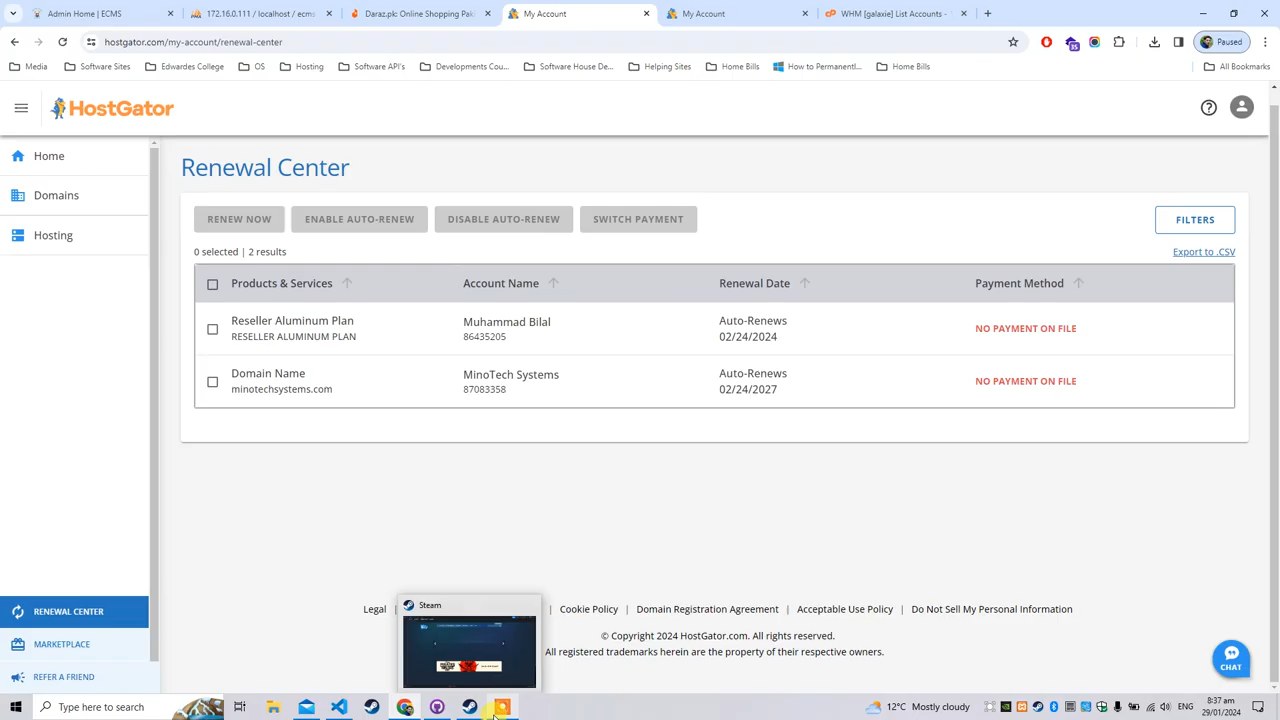 Admin Home | ECMS
172.16.0.111 / localhost / ecms
Daraz.pk: Online Shopping Pak
My Account
My Account
WHM [galaxie] List Accounts -
hostgator.com/my-account/renewal-center
15
Paused
Media
Software Sites
Edwardes College
OS
Hosting
Software API's
Developments Cou...
Software House De...
Helping Sites
Home Bills
How to Permanentl...
Home Bills
All Bookmarks
HostGator
Home
Domains
Hosting
Renewal Center
RENEW NOW
ENABLE AUTO-RENEW
DISABLE AUTO-RENEW
SWITCH PAYMENT
FILTERS
0 selected | 2 results
Export to .CSV
Products & Services
Account Name
Renewal Date
Payment Method
Reseller Aluminum Plan
RESELLER ALUMINUM PLAN
Muhammad Bilal
86435205
Auto-Renews
02/24/2024
NO PAYMENT ON FILE
Domain Name
minotechsystems.com
MinoTech Systems
87083358
Auto-Renews
02/24/2027
NO PAYMENT ON FILE
RENEWAL CENTER
MARKETPLACE
REFER A FRIEND
Steam
Legal | | Cookie Policy | Domain Registration Agreement | Acceptable Use Policy | Do Not Sell My Personal Information
© Copyright 2024 HostGator.com. All rights reserved.
All registered trademarks herein are the property of their respective owners.
CHAT
Type here to search
12°C Mostly cloudy
ENG
8:37 am
29/01/2024